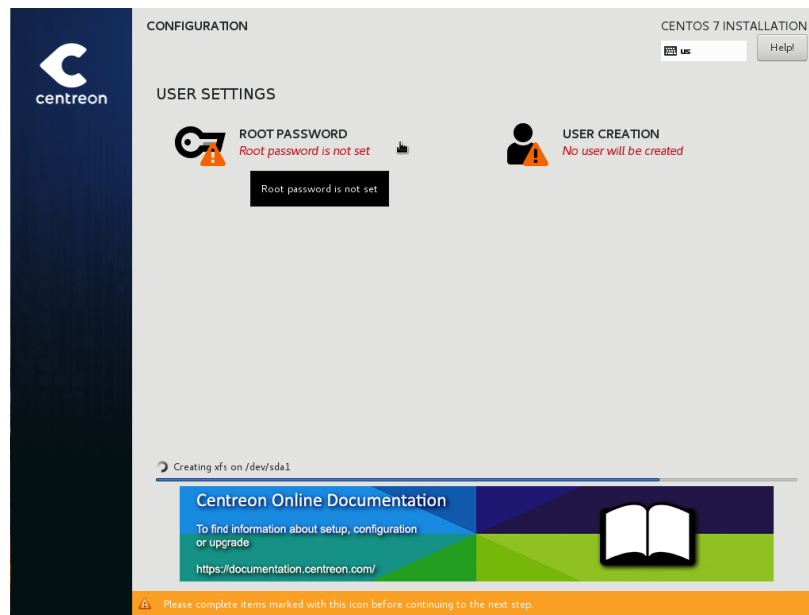 CONFIGURATION
CENTOS 7 INSTALLATION
us
Help!
centreon
USER SETTINGS
ROOT PASSWORD
Root password is not set
USER CREATION
No user will be created
Root password is not set
Creating xfs on /dev/sda1
Centreon Online Documentation
To find information about setup, configuration
or upgrade
https://documentation.centreon.com/
Please complete items marked with this icon before continuing to the next step.